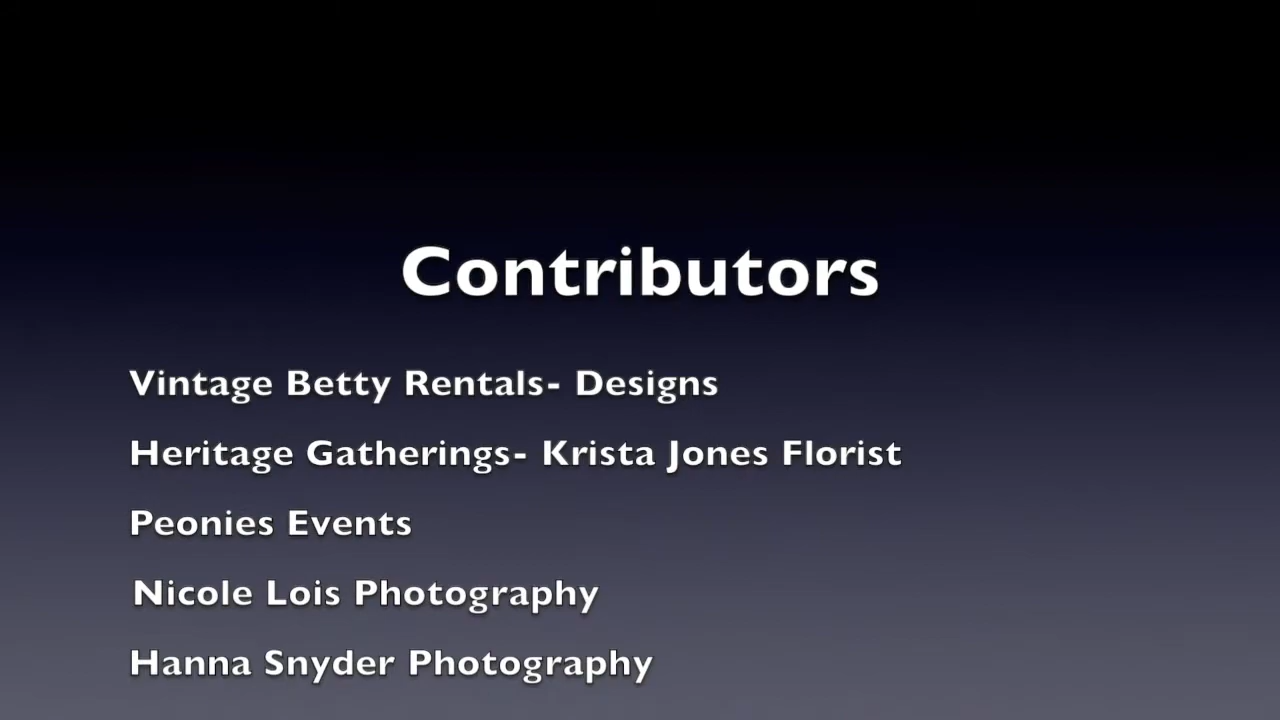 Contributors
Vintage Betty Rentals- Designs
Heritage Gatherings- Krista Jones Florist
Peonies Events
Nicole Lois Photography
Hanna Snyder Photography